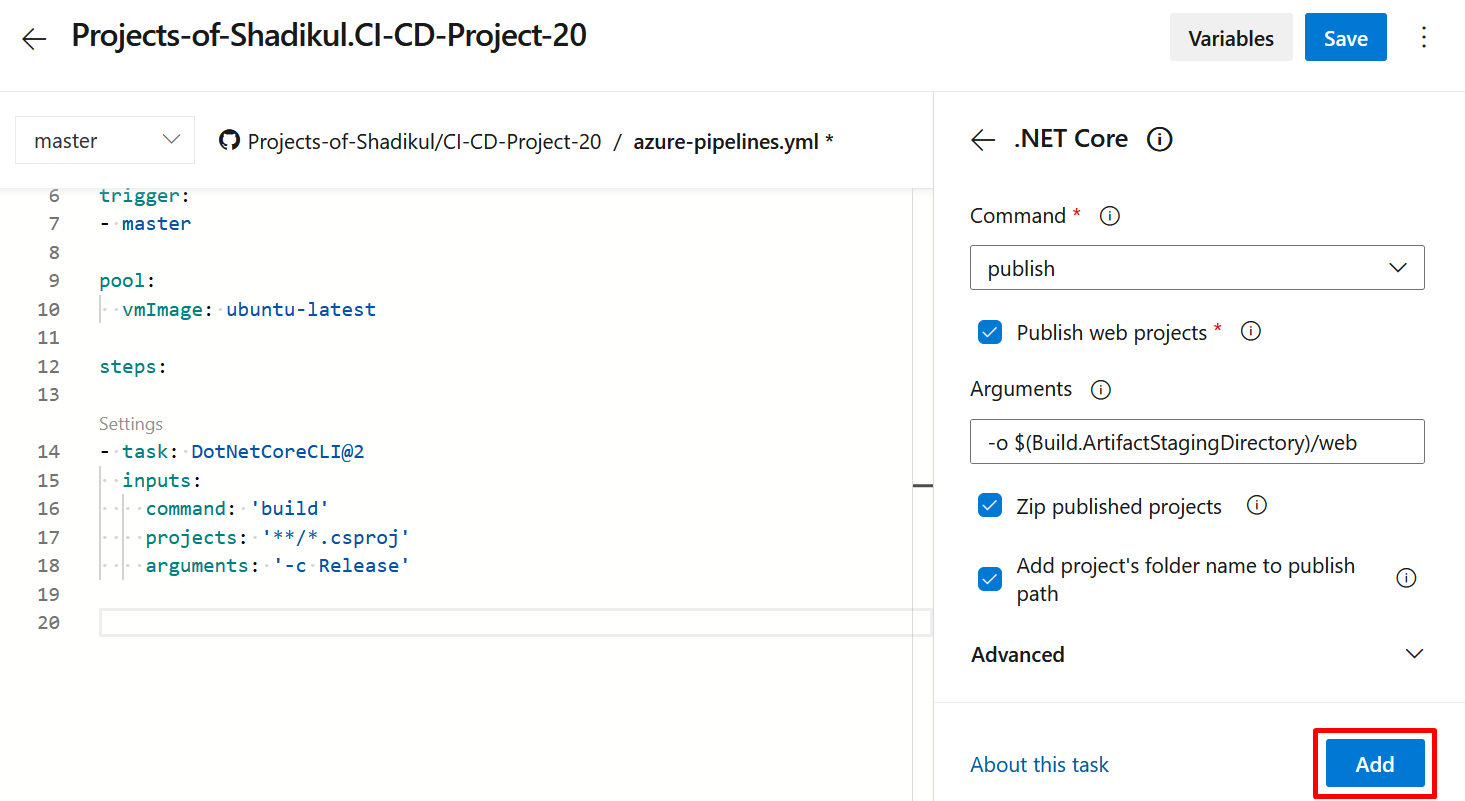 Projects-of-Shadikul.CI-CD-Project-20
Variables
Save
master
Projects-of-Shadikul/CI-CD-Project-20 / azure-pipelines.yml *
6 trigger:
7 - master
8
9 pool:
10 vmImage: ubuntu-latest
11
12 steps:
13
Settings
14 - task: DotNetCoreCLI@2
15 inputs:
16 command: 'build'
17 projects: '**/*.csproj'
18 arguments: '-c Release'
19
20
.NET Core
Command *
publish
Publish web projects *
Arguments
-o $(Build.ArtifactStagingDirectory)/web
Zip published projects
Add project's folder name to publish
path
Advanced
About this task
Add